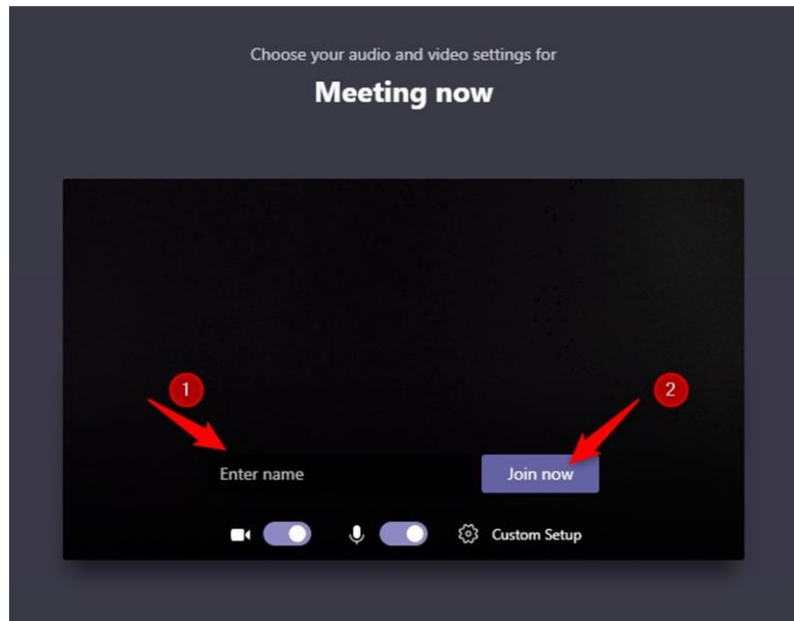 Choose your audio and video settings for
Meeting now
1
2
Enter name
Join now
Custom Setup